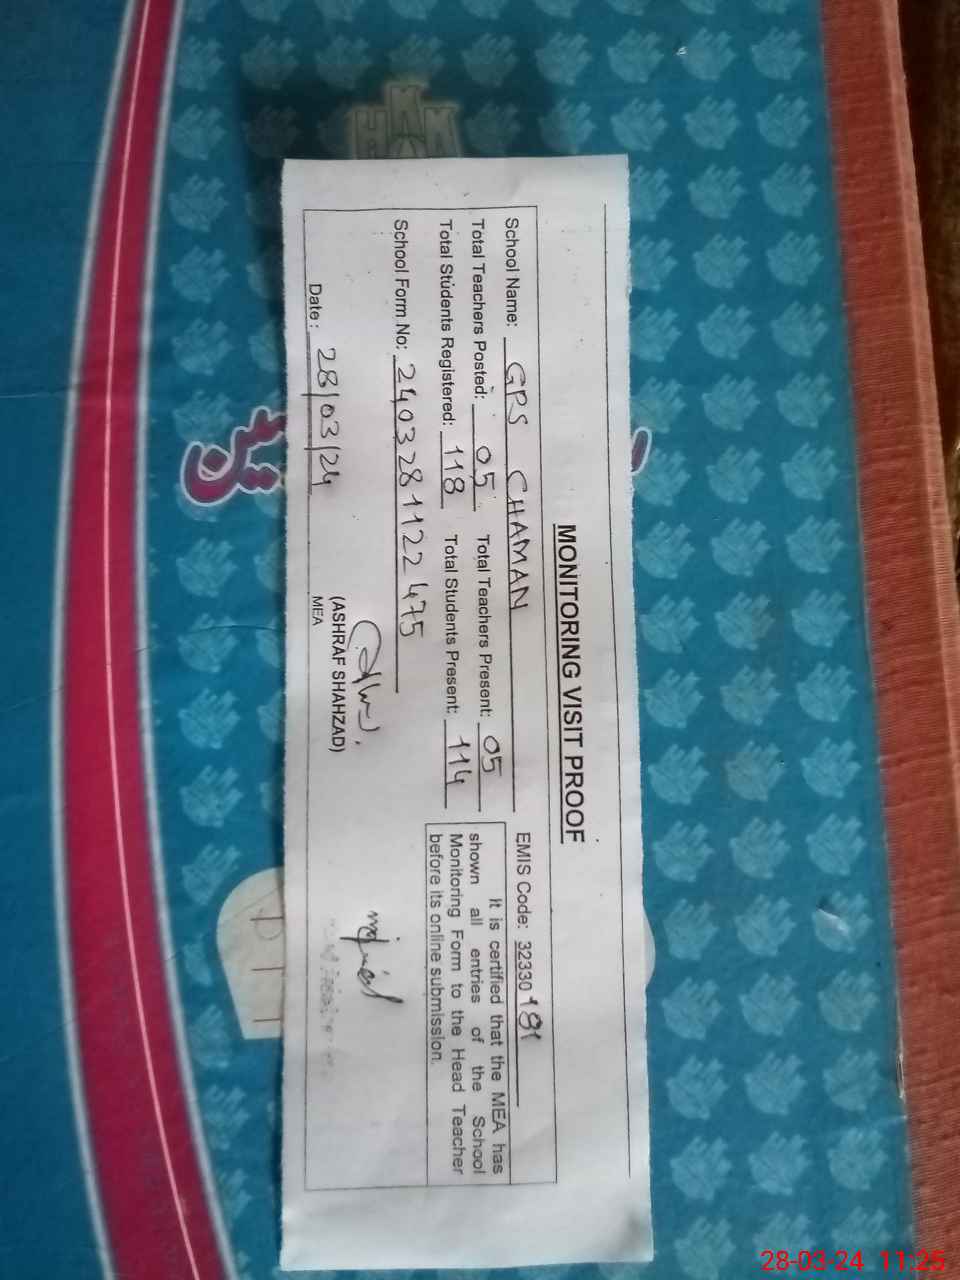 MONITORING VISIT PROOF
School Name: GPS CHAMAN EMIS Code: 32330181
Total Teachers Posted: 05 Total Teachers Present: 05
Total Students Registered: 118 Total Students Present: 114
School Form No: 2403281122475
It is certified that the MEA has
shown all entries of the School
Monitoring Form to the Head Teacher
before its online submission.
Date: 28/03/24
(ASHRAF SHAHZAD)
MEA
28-03-24 11:25